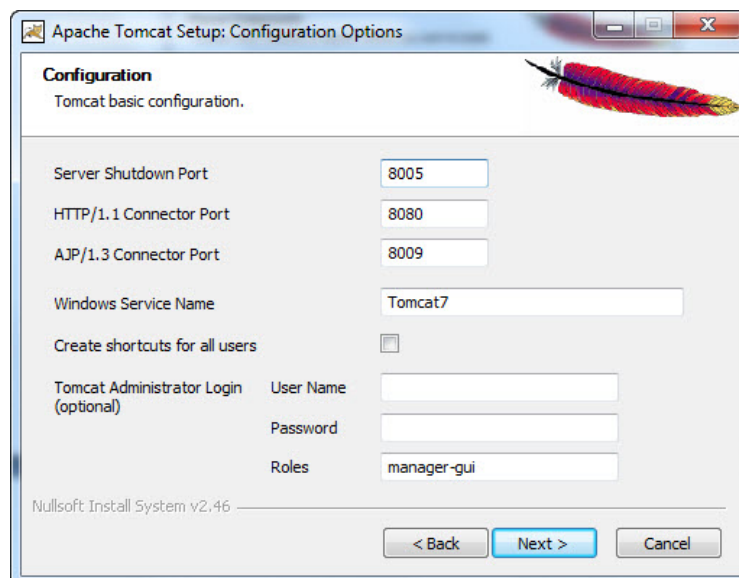 Apache Tomcat Setup: Configuration Options
Configuration
Tomcat basic configuration.
Server Shutdown Port 8005
HTTP/1.1 Connector Port 8080
AJP/1.3 Connector Port 8009
Windows Service Name Tomcat7
Create shortcuts for all users
Tomcat Administrator Login User Name
(optional)
Password
Roles manager-gui
Nullsoft Install System v2.46
< Back Next > Cancel